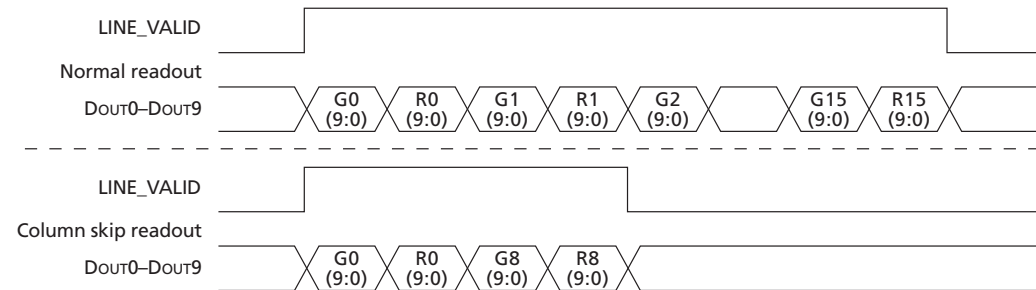 LINE_VALID
Normal readout
DOUT0–DOUT9
G0 (9:0) R0 (9:0) G1 (9:0) R1 (9:0) G2 (9:0) G15 (9:0) R15 (9:0)
LINE_VALID
Column skip readout
DOUT0–DOUT9
G0 (9:0) R0 (9:0) G8 (9:0) R8 (9:0)